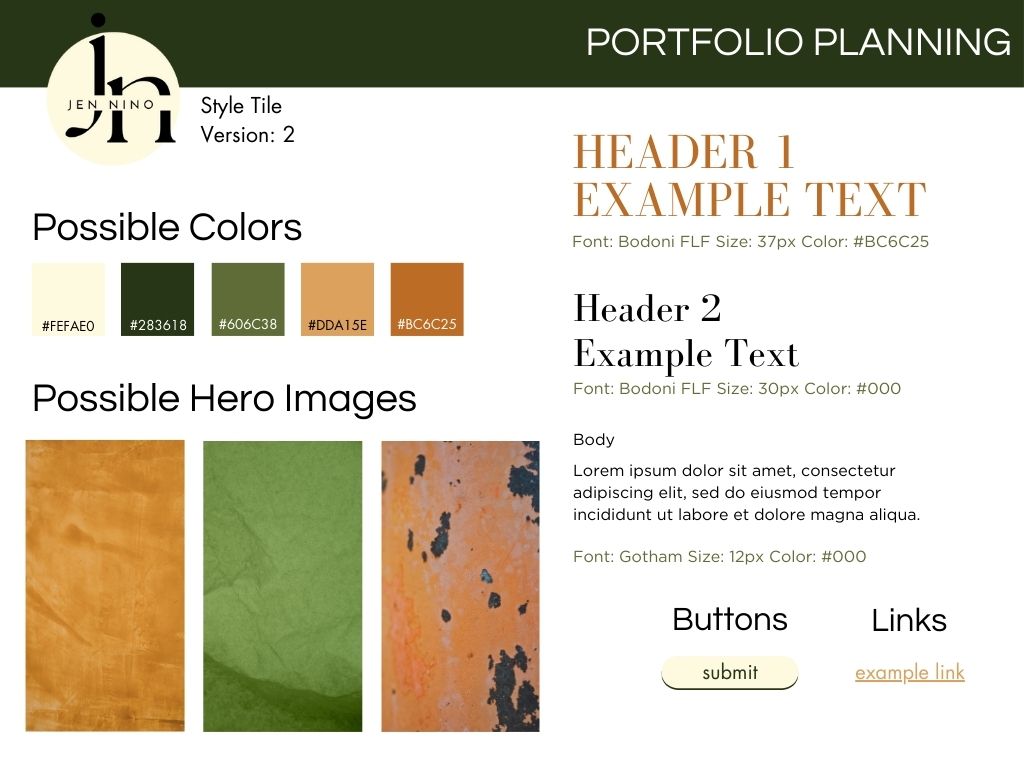 PORTFOLIO PLANNING
jn
JEN NINO
Style Tile
Version: 2
Possible Colors
#FEFAE0
#283618
#606C38
#DDA15E
#BC6C25
Possible Hero Images
HEADER 1
EXAMPLE TEXT
Font: Bodoni FLF Size: 37px Color: #BC6C25
Header 2
Example Text
Font: Bodoni FLF Size: 30px Color: #000
Body
Lorem ipsum dolor sit amet, consectetur
adipiscing elit, sed do eiusmod tempor
incididunt ut labore et dolore magna aliqua.
Font: Gotham Size: 12px Color: #000
Buttons
submit
Links
example link